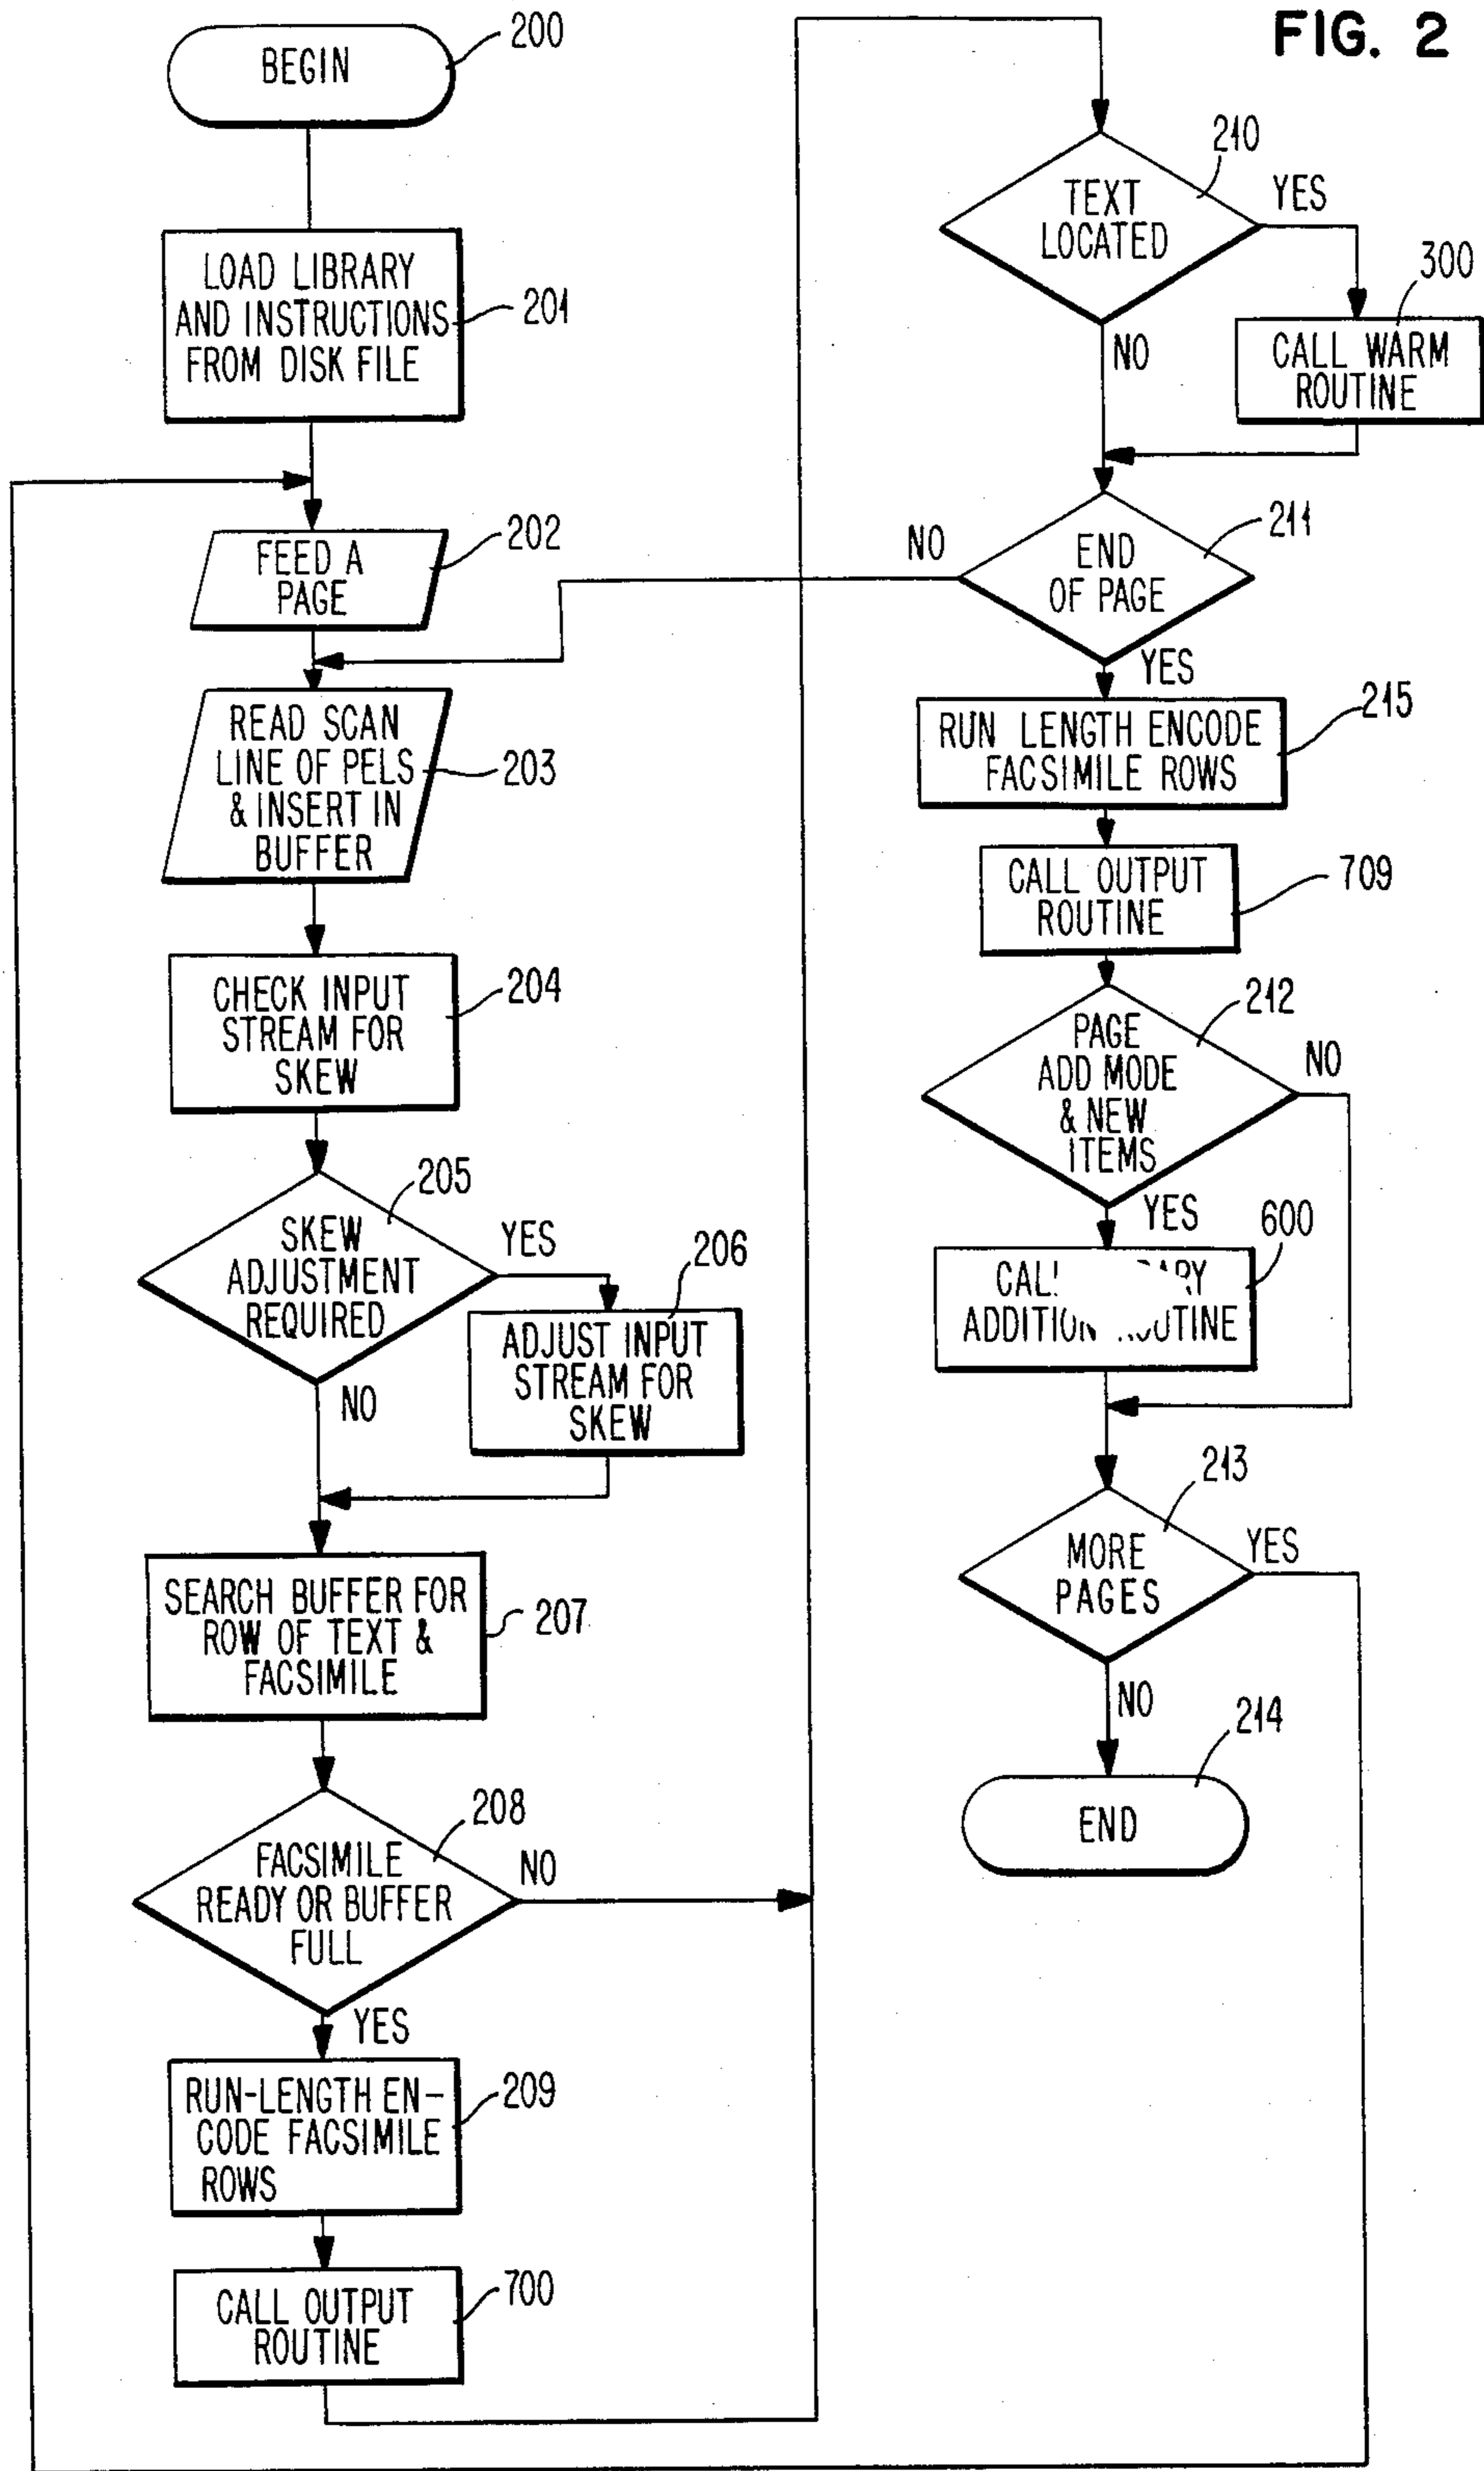 FIG. 2
BEGIN
200
LOAD LIBRARY
AND INSTRUCTIONS
FROM DISK FILE
201
FEED A
PAGE
202
READ SCAN
LINE OF PELS
& INSERT IN
BUFFER
203
CHECK INPUT
STREAM FOR
SKEW
204
SKEW
ADJUSTMENT
REQUIRED
205
YES
NO
206
ADJUST INPUT
STREAM FOR
SKEW
SEARCH BUFFER FOR
ROW OF TEXT &
FACSIMILE
207
FACSIMILE
READY OR BUFFER
FULL
208
NO
YES
RUN-LENGTH EN-
CODE FACSIMILE
ROWS
209
CALL OUTPUT
ROUTINE
700
TEXT
LOCATED
210
YES
NO
300
CALL WARM
ROUTINE
END
OF PAGE
211
NO
YES
RUN LENGTH ENCODE
FACSIMILE ROWS
215
CALL OUTPUT
ROUTINE
709
PAGE
ADD MODE
& NEW
ITEMS
212
NO
YES
600
MORE
PAGES
213
YES
NO
END
214